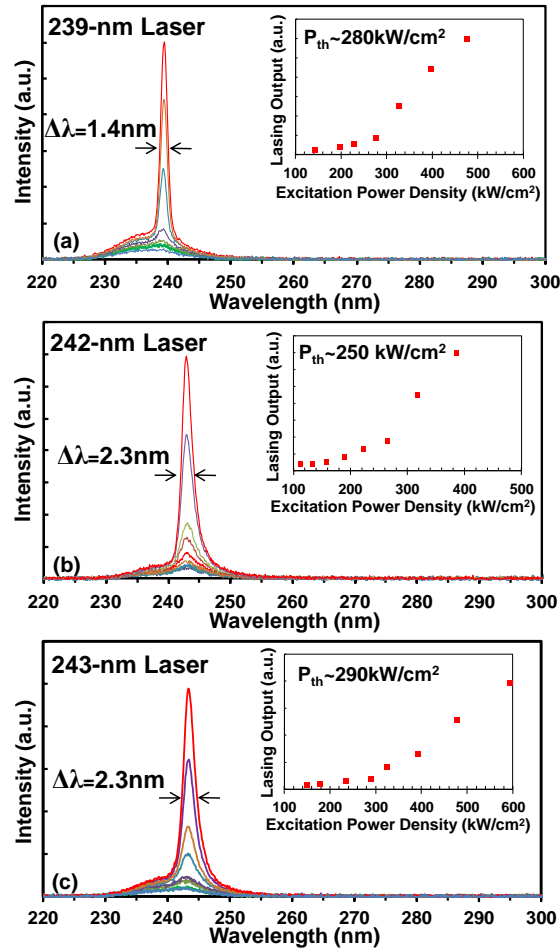 239-nm Laser
Pth~280kW/cm²
Δλ=1.4nm
Intensity (a.u.)
Lasing Output (a.u.)
0 100 200 300 400 500 600
Excitation Power Density (kW/cm²)
(a)
220 230 240 250 260 270 280 290 300
Wavelength (nm)
242-nm Laser
Pth~250 kW/cm²
Δλ=2.3nm
Intensity (a.u.)
Lasing Output (a.u.)
100 200 300 400 500
Excitation Power Density (kW/cm²)
(b)
220 230 240 250 260 270 280 290 300
Wavelength (nm)
243-nm Laser
Pth~290kW/cm²
Δλ=2.3nm
Intensity (a.u.)
Lasing Output (a.u.)
100 200 300 400 500 600
Excitation Power Density (kW/cm²)
(c)
220 230 240 250 260 270 280 290 300
Wavelength (nm)